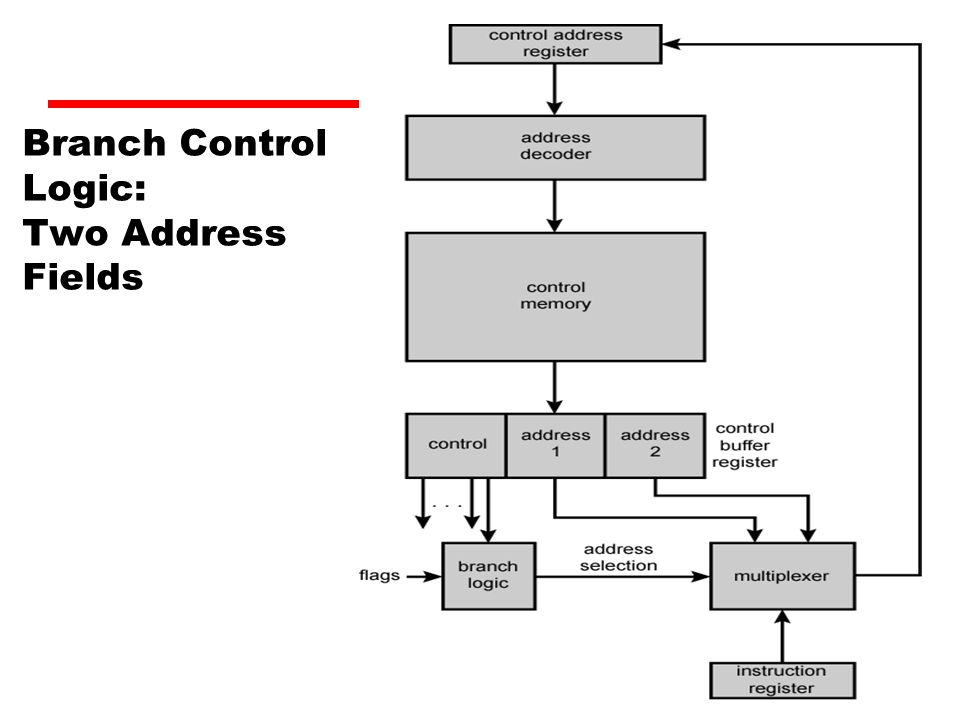 Branch Control
Logic:
Two Address
Fields
control address
register
address
decoder
control
memory
control
address
1
address
2
control
buffer
register
. . .
flags
branch
logic
address
selection
multiplexer
instruction
register